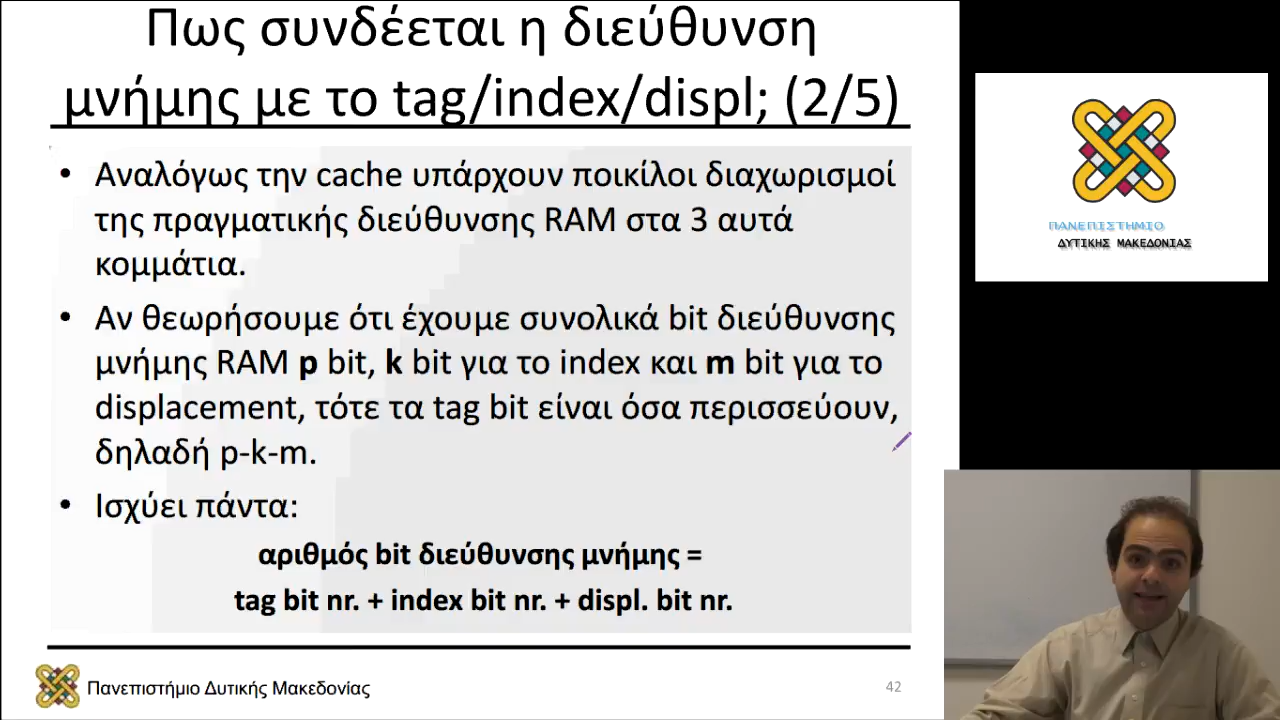 Πως συνδέεται η διεύθυνση
μνήμης με το tag/index/displ; (2/5)
• Αναλόγως την cache υπάρχουν ποικίλοι διαχωρισμοί
της πραγματικής διεύθυνσης RAM στα 3 αυτά
κομμάτια.
• Αν θεωρήσουμε ότι έχουμε συνολικά bit διεύθυνσης
μνήμης RAM p bit, k bit για το index και m bit για το
displacement, τότε τα tag bit είναι όσα περισσεύουν,
δηλαδή p-k-m.
• Ισχύει πάντα:
αριθμός bit διεύθυνσης μνήμης =
tag bit nr. + index bit nr. + displ. bit nr.
Πανεπιστήμιο Δυτικής Μακεδονίας
42
ΠΑΝΕΠΙΣΤΗΜΙΟ
ΔΥΤΙΚΗΣ ΜΑΚΕΔΟΝΙΑΣ